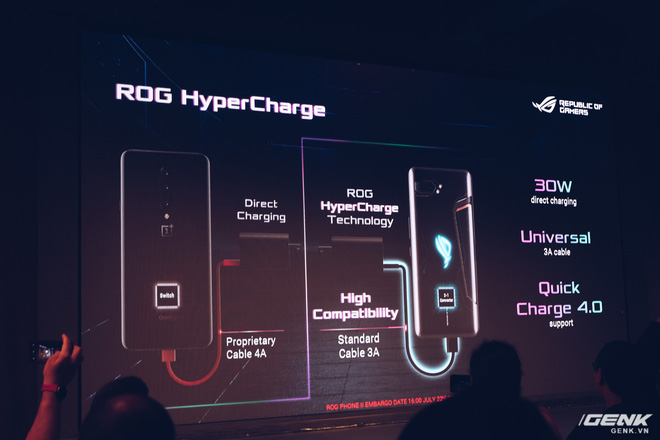 ROG HyperCharge
REPUBLIC OF
GAMERS
Direct
Charging
Switch
Proprietary
Cable 4A
ROG
HyperCharge
Technology
High
Compatibility
Standard
Cable 3A
30W
direct charging
Universal
3A cable
Quick
Charge 4.0
support
ROG PHONE II EMBARGO DATE 16:00 JULY
GENK
GENK.VN